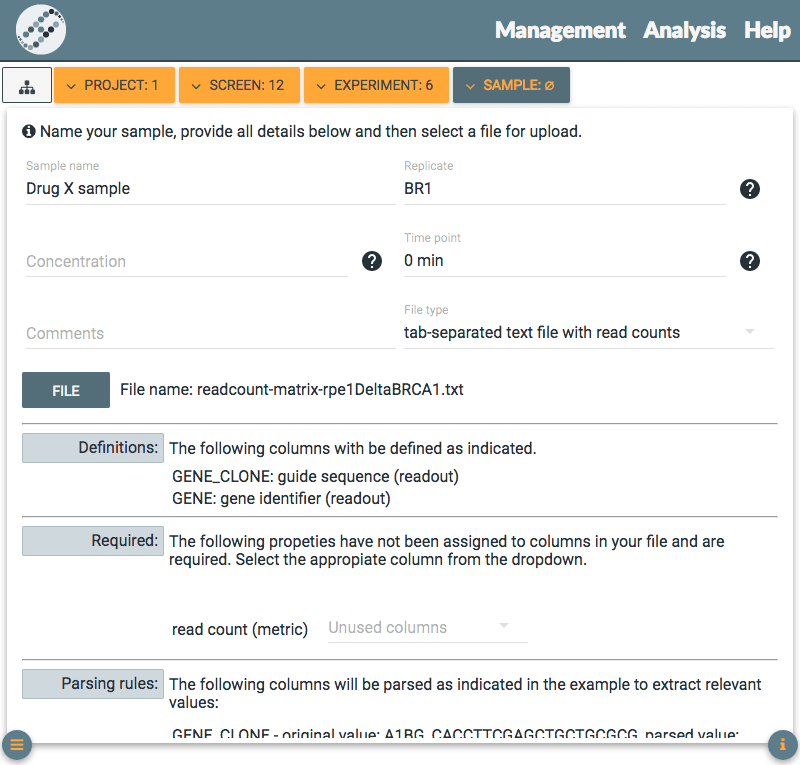 Management Analysis Help
PROJECT: 1 SCREEN: 12 EXPERIMENT: 6 SAMPLE: ø
Name your sample, provide all details below and then select a file for upload.
Sample name Replicate
Drug X sample BR1
Time point
Concentration 0 min
File type
Comments tab-separated text file with read counts
FILE File name: readcount-matrix-rpe1DeltaBRCA1.txt
Definitions: The following columns with be defined as indicated.
GENE_CLONE: guide sequence (readout)
GENE: gene identifier (readout)
Required: The following propeties have not been assigned to columns in your file and are
required. Select the appropiate column from the dropdown.
read count (metric) Unused columns
Parsing rules: The following columns will be parsed as indicated in the example to extract relevant
values:
GENE_CLONE - original value: A1BG_CACCTTCGAGCTGCTGCGCG, parsed value: